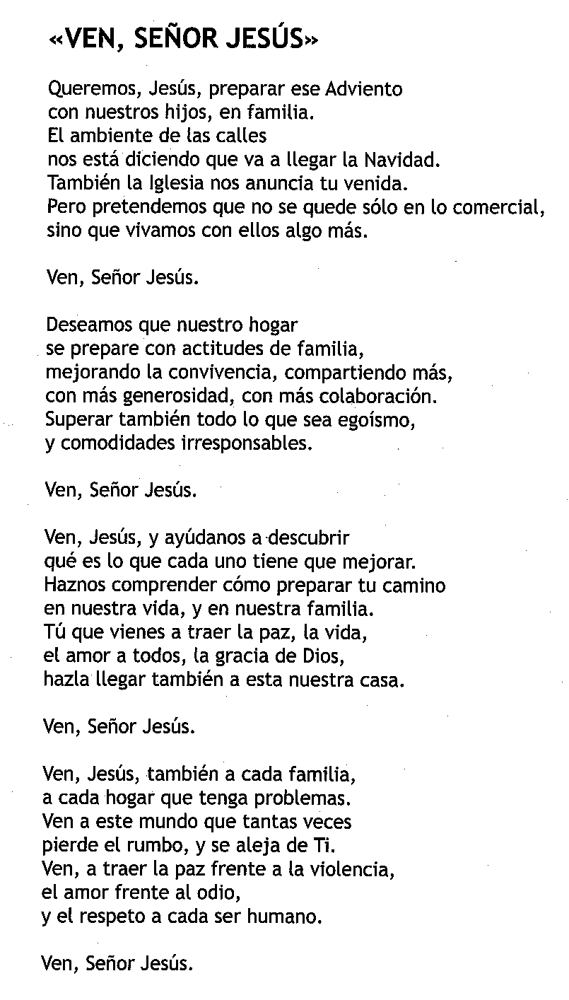 «VEN, SEÑOR JESÚS»
Queremos, Jesús, preparar ese Adviento
con nuestros hijos, en familia.
El ambiente de las calles
nos está diciendo que va a llegar la Navidad.
También la Iglesia nos anuncia tu venida.
Pero pretendemos que no se quede sólo en lo comercial,
sino que vivamos con ellos algo más.
Ven, Señor Jesús.
Deseamos que nuestro hogar
se prepare con actitudes de familia,
mejorando la convivencia, compartiendo más,
con más generosidad, con más colaboración.
Superar también todo lo que sea egoísmo,
y comodidades irresponsables.
Ven, Señor Jesús.
Ven, Jesús, y ayúdanos a descubrir
qué es lo que cada uno tiene que mejorar.
Haznos comprender cómo preparar tu camino
en nuestra vida, y en nuestra familia.
Tú que vienes a traer la paz, la vida,
el amor a todos, la gracia de Dios,
hazla llegar también a esta nuestra casa.
Ven, Señor Jesús.
Ven, Jesús, también a cada familia,
a cada hogar que tenga problemas.
Ven a este mundo que tantas veces
pierde el rumbo, y se aleja de Ti.
Ven, a traer la paz frente a la violencia,
el amor frente al odio,
y el respeto a cada ser humano.
Ven, Señor Jesús.